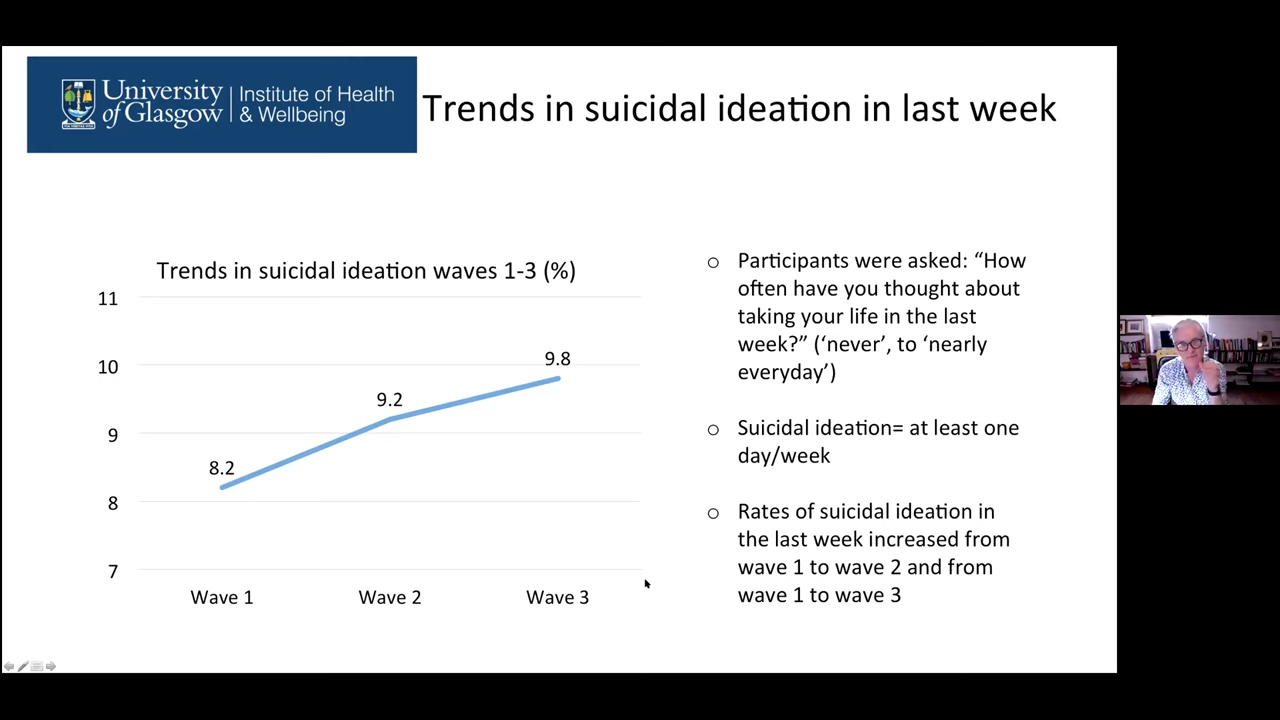 University
of Glasgow
Institute of Health
& Wellbeing
Trends in suicidal ideation in last week
Trends in suicidal ideation waves 1-3 (%)
11
10
9
8
7
8.2
9.2
9.8
Wave 1
Wave 2
Wave 3
o Participants were asked: “How
often have you thought about
taking your life in the last
week?” (‘never’, to ‘nearly
everyday’)
o Suicidal ideation= at least one
day/week
o Rates of suicidal ideation in
the last week increased from
wave 1 to wave 2 and from
wave 1 to wave 3